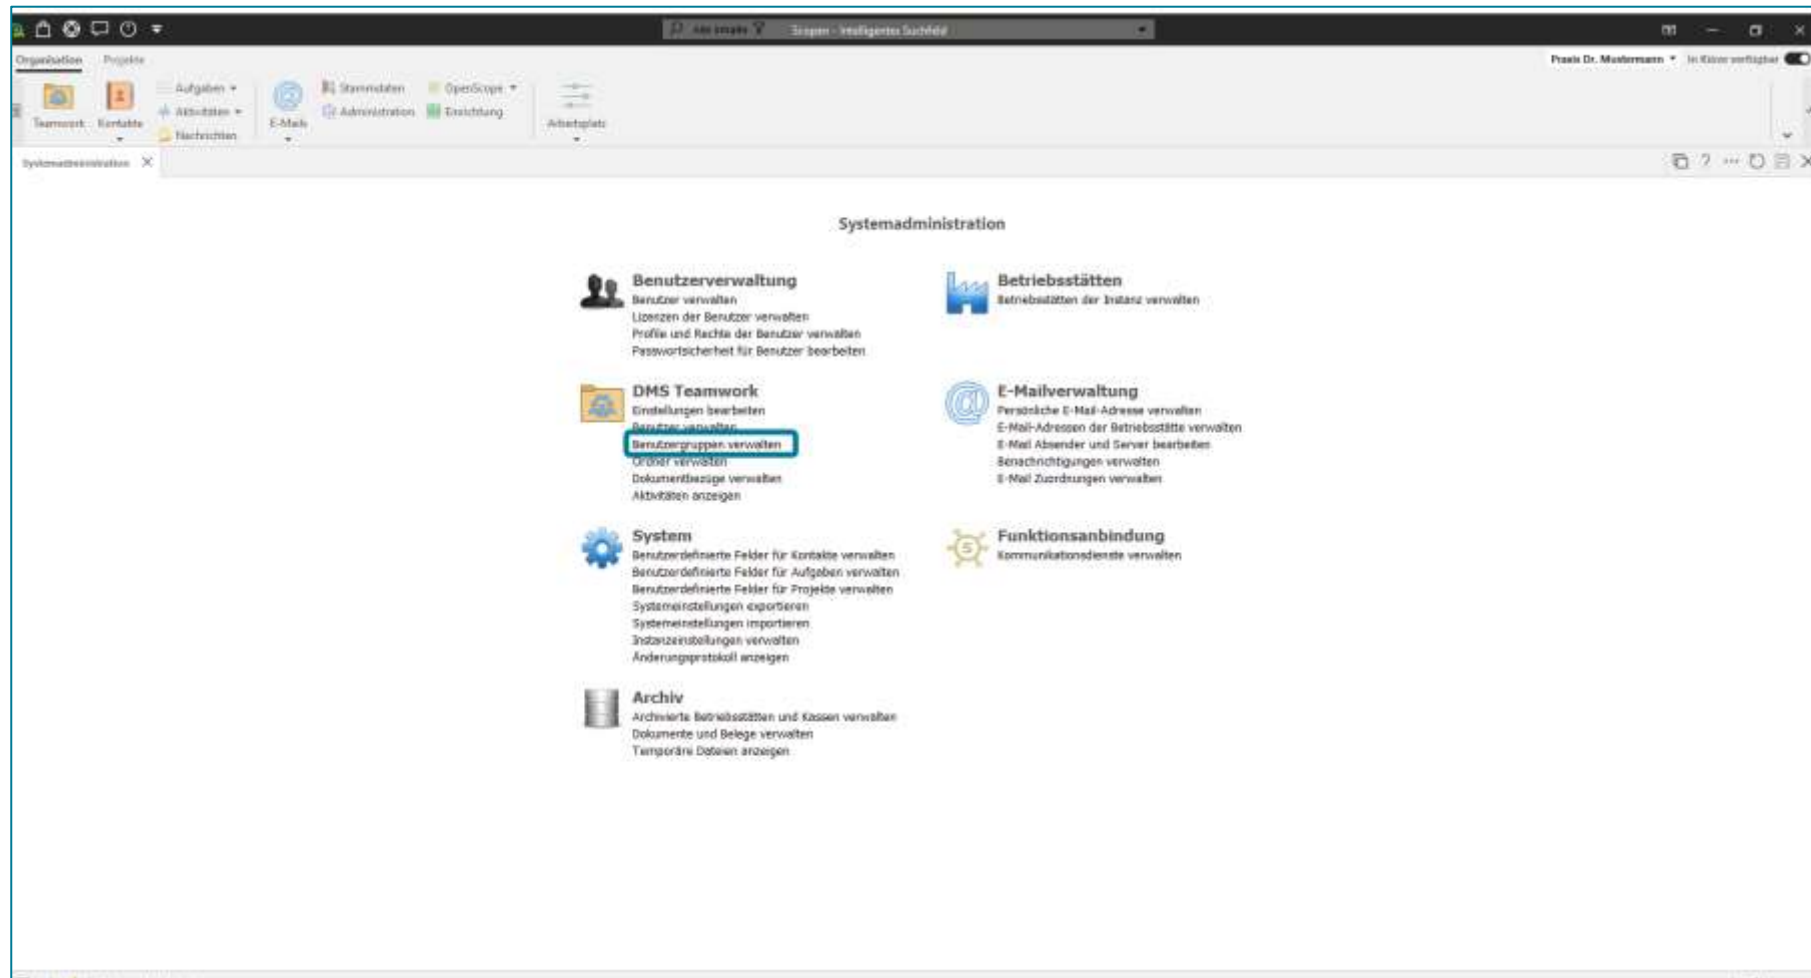 Scopen - Intelligentes Suchfeld
Organisation Projekte
Praxis Dr. Mustermann
Teamwork
Kontakte
Aufgaben
Aktivitäten
Nachrichten
E-Mails
Stammdaten
Administration
OpenScope
Einrichtung
Arbeitsplatz
Systemadministration
Systemadministration
Benutzerverwaltung
Benutzer verwalten
Lizenzen der Benutzer verwalten
Profile und Rechte der Benutzer verwalten
Passwortsicherheit für Benutzer bearbeiten
Betriebsstätten
Betriebsstätten der Instanz verwalten
DMS Teamwork
Einstellungen bearbeiten
Benutzer verwalten
Benutzergruppen verwalten
Ordner verwalten
Dokumentbezüge verwalten
Aktivitäten anzeigen
E-Mailverwaltung
Persönliche E-Mail-Adresse verwalten
E-Mail-Adressen der Betriebsstätte verwalten
E-Mail Absender und Server bearbeiten
Benachrichtigungen verwalten
E-Mail Zuordnungen verwalten
System
Benutzerdefinierte Felder für Kontakte verwalten
Benutzerdefinierte Felder für Aufgaben verwalten
Benutzerdefinierte Felder für Projekte verwalten
Systemeinstellungen exportieren
Systemeinstellungen importieren
Instanzeinstellungen verwalten
Änderungsprotokoll anzeigen
Funktionsanbindung
Kommunikationsdienste verwalten
Archiv
Archivierte Betriebsstätten und Kassen verwalten
Dokumente und Belege verwalten
Temporäre Dateien anzeigen